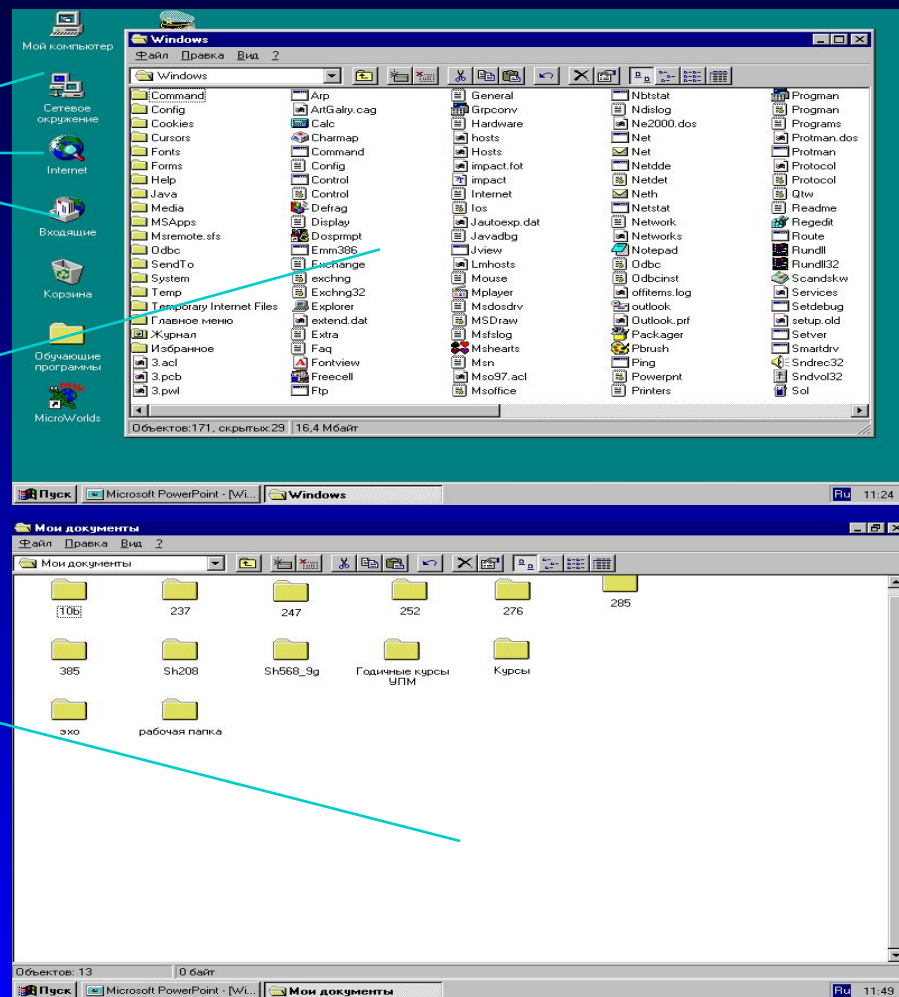 Мой компьютер
Сетевое
окружение
Internet
Входящие
Корзина
Обучающие
программы
MicroWorlds
Windows
Файл Правка Вид ?
Windows
Command
Config
Cookies
Cursors
Fonts
Forms
Help
Java
Media
MSApps
Msremote.sfs
Odbc
SendTo
System
Temp
Temporary Internet Files
Главное меню
Журнал
Избранное
3.acl
3.pcb
3.pwl
Arp
ArtGalry.cag
Calc
Charmap
Command
Config
Control
Control
Defrag
Display
Dosprmpt
Emm386
Exchange
exchng
Exchng32
Explorer
extend.dat
Extra
Faq
Fontview
Freecell
Ftp
General
Grpconv
Hardware
hosts
Hosts
impact.fot
impact
Internet
Ios
Jautoexp.dat
Javadbg
Jview
Lmhosts
Mouse
Mplayer
Msdosdrv
MSDraw
Msfslog
Mshearts
Msn
Mso97.acl
Msoffice
Nbtstat
Ndislog
Ne2000.dos
Net
Net
Netdde
Netdet
Neth
Netstat
Network
Networks
Notepad
Odbc
Odbcinst
offitems.log
outlook
Outlook.prf
Packager
Pbrush
Ping
Powerpnt
Printers
Progman
Progman
Programs
Protman.dos
Protman
Protocol
Protocol
Qtw
Readme
Regedit
Route
Rundll
Rundll32
Scandskw
Services
Setdebug
setup.old
Setver
Smartdrv
Sndrec32
Sndvol32
Sol
Объектов:171, скрытых:29 16,4 Мбайт
Пуск Microsoft PowerPoint - [Wi... Windows Ru 11:24
Мои документы
Файл Правка Вид ?
Мои документы
10b 237 247 252 276 285
385 Sh208 Sh568_9g Годичные курсы Курсы
УПМ
эхо рабочая папка
Объектов: 13 0 байт
Пуск Microsoft PowerPoint - [Wi... Мои документы Ru 11:49